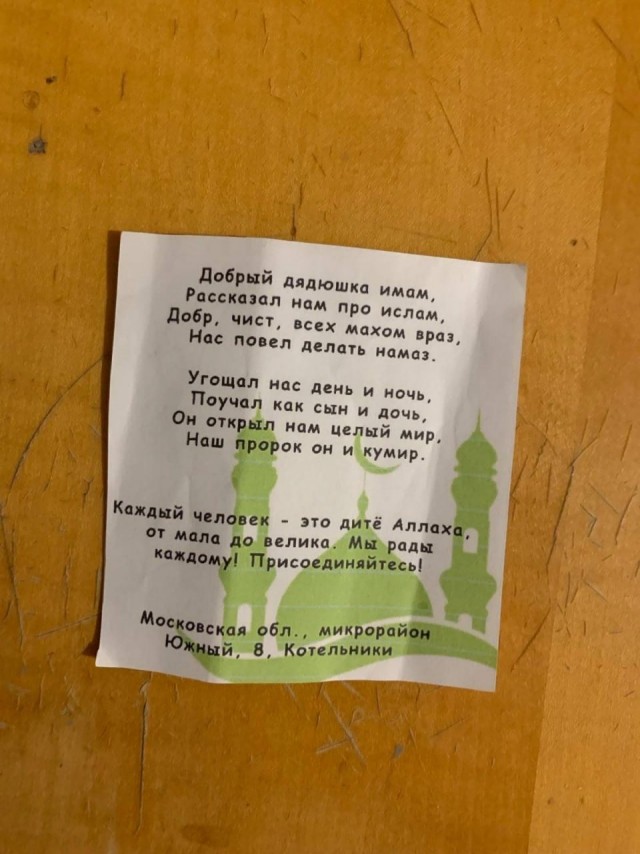 Добрый дядюшка имам,
Рассказал нам про ислам,
Добр, чист, всех махом враз,
Нас повел делать намаз.
Угощал нас день и ночь,
Поучал как сын и дочь,
Он открыл нам целый мир,
Наш пророк он и кумир.
Каждый человек - это дитё Аллаха,
от мала до велика. Мы рады
каждому! Присоединяйтесь!
Московская обл., микрорайон
Южный, 8, Котельники